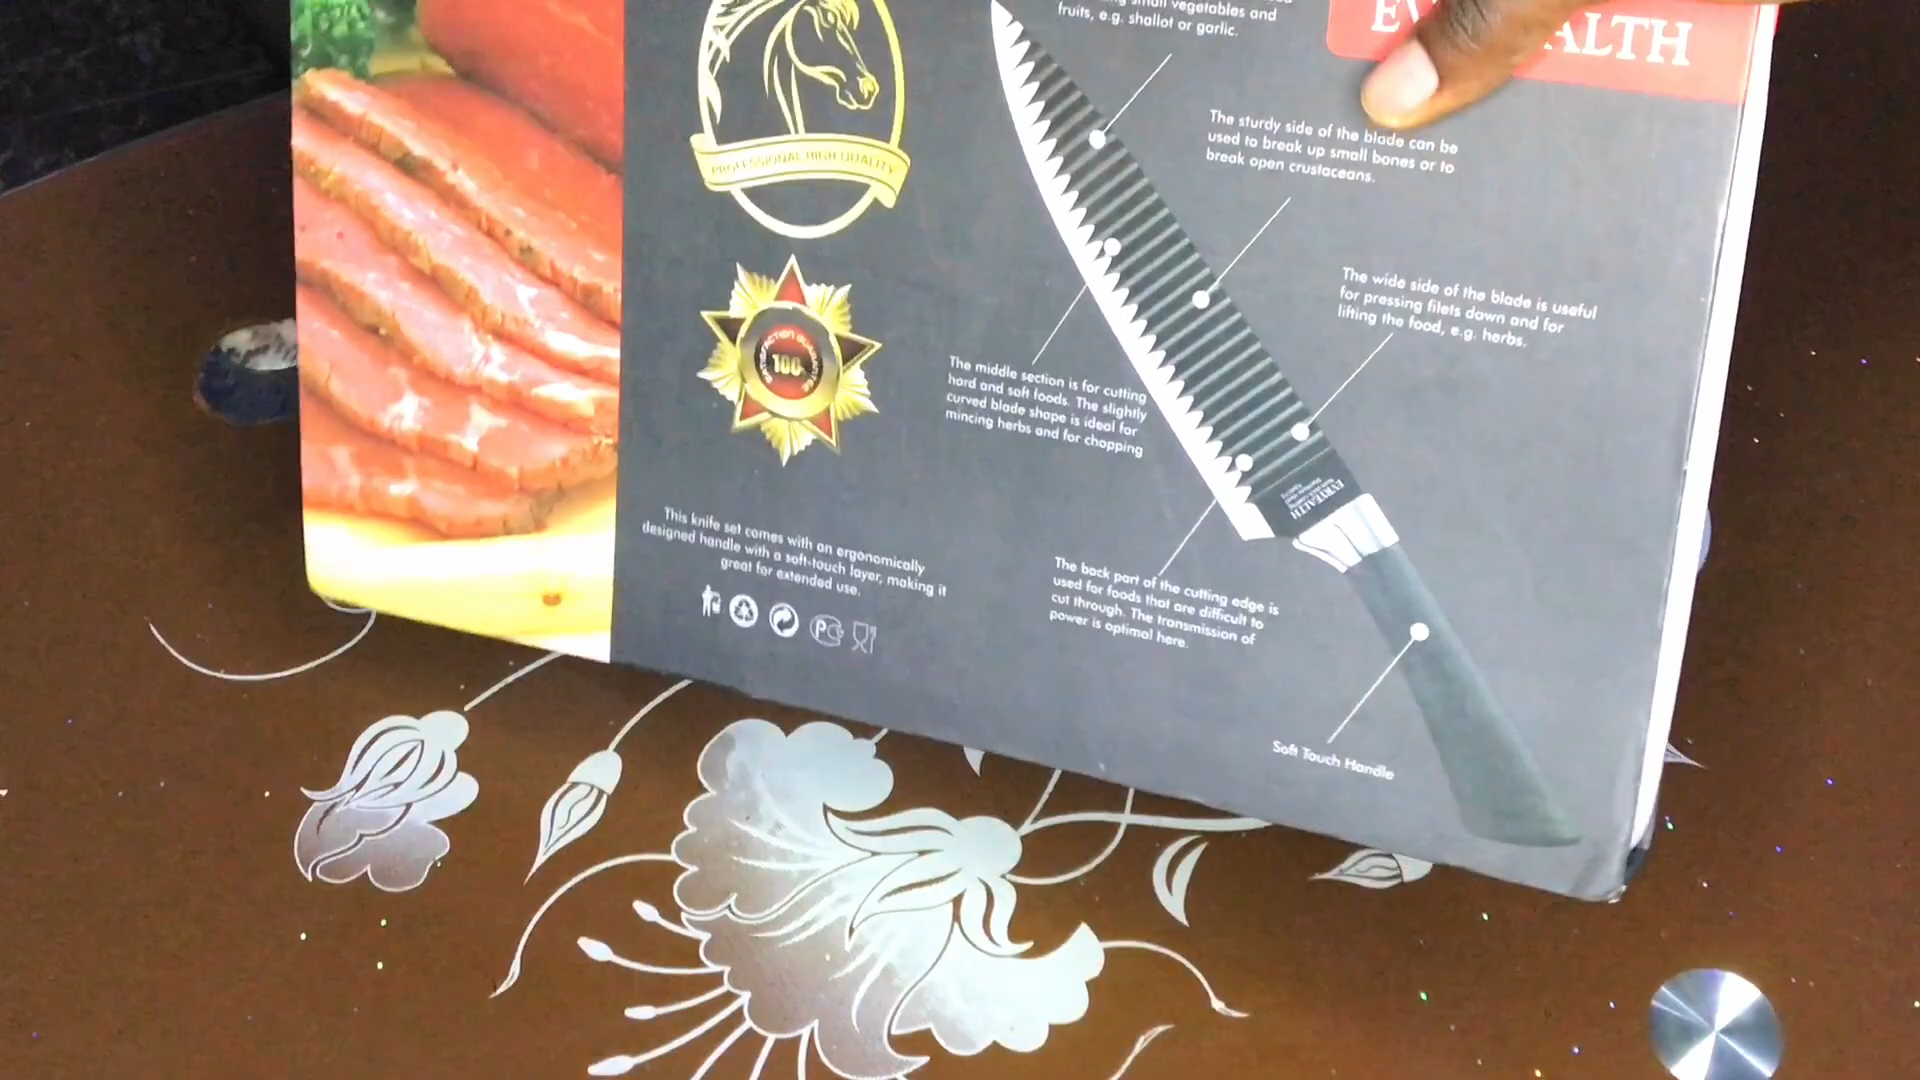 small vegetables and
fruits, e.g. shallot or garlic.
ALTH
The sturdy side of the blade can be
used to break up small bones or to
break open crustaceans.
PROFESSIONAL HIGH QUALITY
The wide side of the blade is useful
for pressing filets down and for
lifting the food, e.g. herbs.
SATISFACTION GUARANTEE
100%
The middle section is for cutting
hard and soft foods. The slightly
curved blade shape is ideal for
mincing herbs and for chopping
EVRTEALTH
This knife set comes with an ergonomically
designed handle with a soft-touch layer, making it
great for extended use.
The back part of the cutting edge is
used for foods that are difficult to
cut through. The transmission of
power is optimal here.
Soft Touch Handle